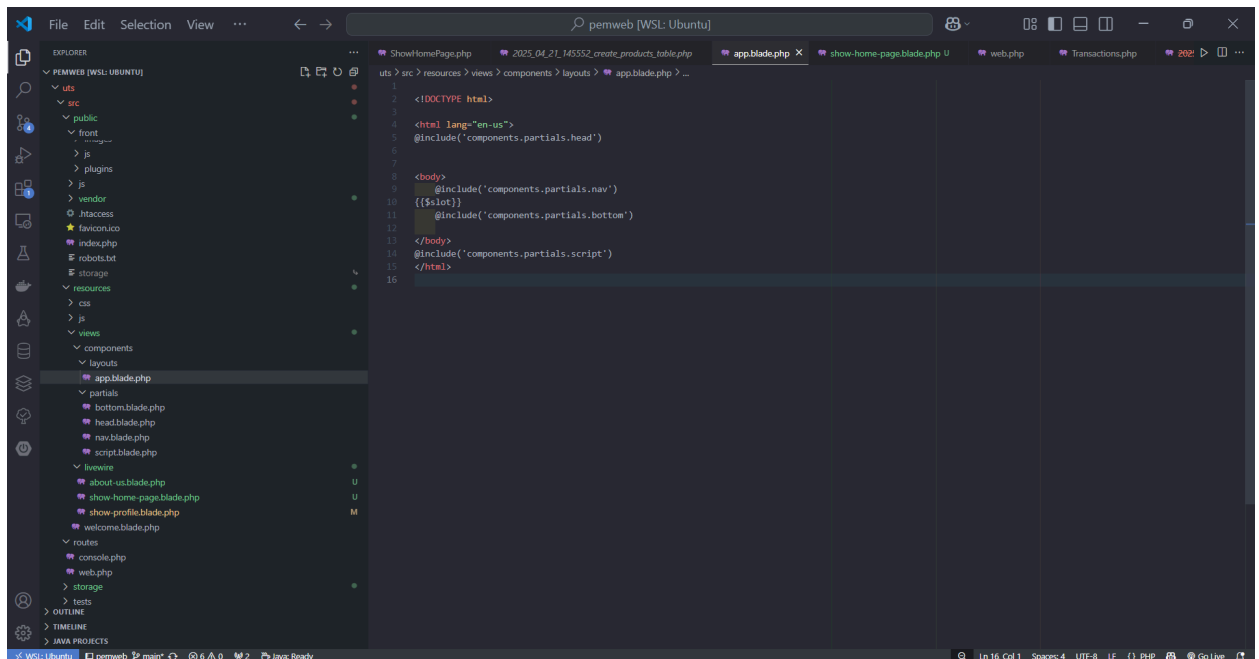 File Edit Selection View ··· pemweb [WSL: Ubuntu]
EXPLORER ···
ShowHomePage.php 2025_04_21_145552_create_products_table.php app.blade.php show-home-page.blade.php U web.php Transactions.php 202
PEMWEB [WSL: UBUNTU]
uts > src > resources > views > components > layouts > app.blade.php > ...
uts
src
public
front
images
js
plugins
js
vendor
.htaccess
favicon.ico
index.php
robots.txt
storage
resources
css
js
views
components
layouts
app.blade.php
partials
bottom.blade.php
head.blade.php
nav.blade.php
script.blade.php
livewire
about-us.blade.php U
show-home-page.blade.php U
show-profile.blade.php M
welcome.blade.php
routes
console.php
web.php
storage
tests
OUTLINE
TIMELINE
JAVA PROJECTS
4
1
1
2 <!DOCTYPE html>
3
4 <html lang="en-us">
5 @include('components.partials.head')
6
7
8 <body>
9 @include('components.partials.nav')
10 {{$slot}}
11 @include('components.partials.bottom')
12
13 </body>
14 @include('components.partials.script')
15 </html>
16
WSL: Ubuntu pemweb main* 6 0 2 Java: Ready Ln 16, Col 1 Spaces: 4 UTF-8 LF {} PHP Go Live